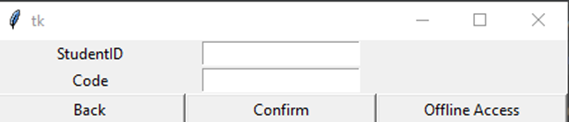 tk
StudentID
Code
Back Confirm Offline Access